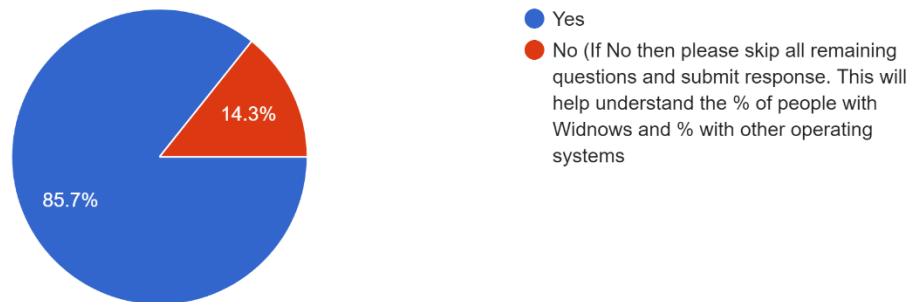 Yes
No (If No then please skip all remaining
questions and submit response. This will
help understand the % of people with
Widnows and % with other operating
systems
14.3%
85.7%